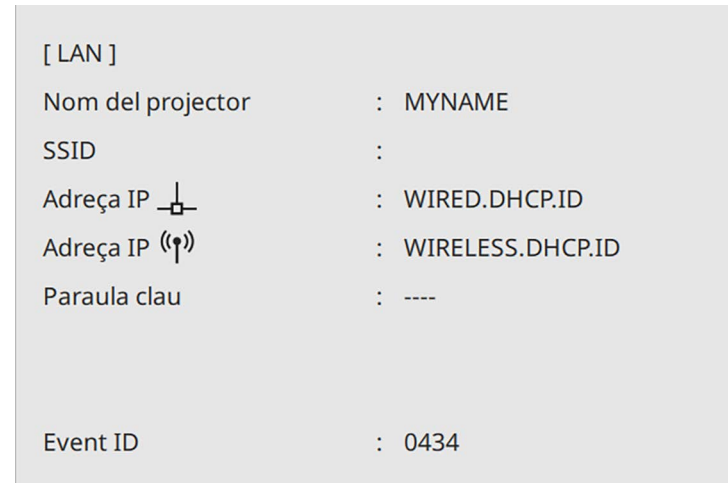 [ LAN ]
Nom del projector : MYNAME
SSID :
Adreça IP : WIRED.DHCP.ID
Adreça IP : WIRELESS.DHCP.ID
Paraula clau : ----
Event ID : 0434